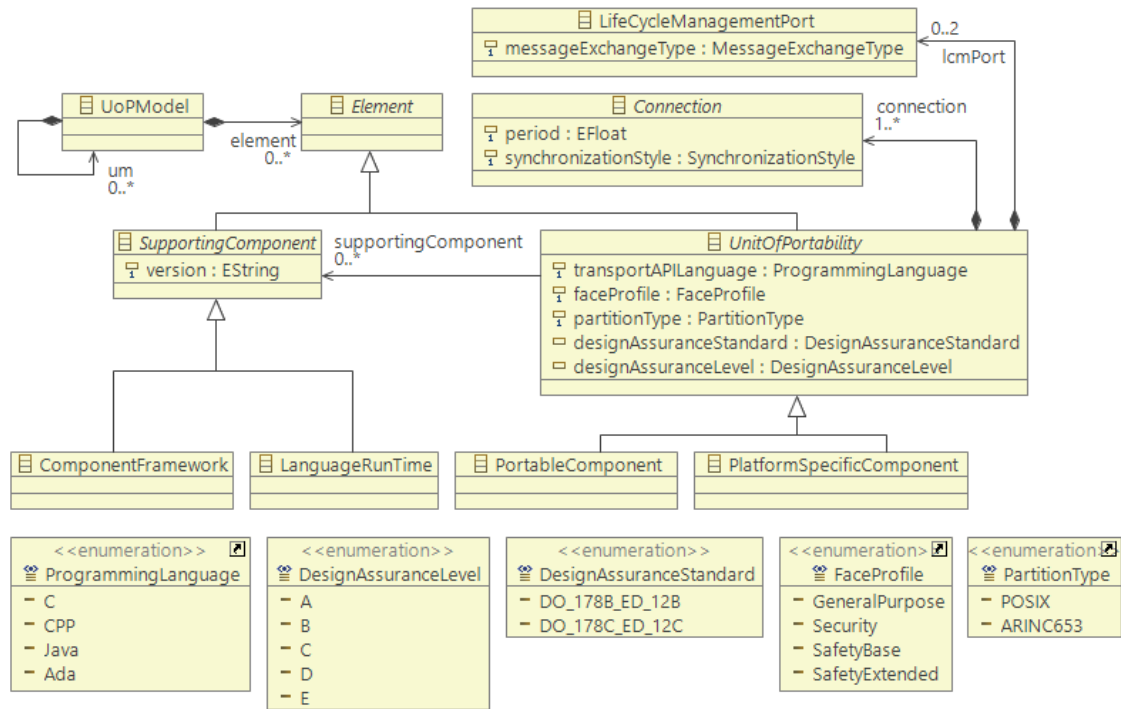 LifeCycleManagementPort
messageExchangeType : MessageExchangeType
0..2
lcmPort
UoPModel
Element
element
0..*
um
0..*
Connection
period : EFloat
synchronizationStyle : SynchronizationStyle
connection
1..*
SupportingComponent
version : EString
supportingComponent
0..*
UnitOfPortability
transportAPILanguage : ProgrammingLanguage
faceProfile : FaceProfile
partitionType : PartitionType
designAssuranceStandard : DesignAssuranceStandard
designAssuranceLevel : DesignAssuranceLevel
ComponentFramework
LanguageRunTime
PortableComponent
PlatformSpecificComponent
<<enumeration>>
ProgrammingLanguage
C
CPP
Java
Ada
<<enumeration>>
DesignAssuranceLevel
A
B
C
D
E
<<enumeration>>
DesignAssuranceStandard
DO_178B_ED_12B
DO_178C_ED_12C
<<enumeration>>
FaceProfile
GeneralPurpose
Security
SafetyBase
SafetyExtended
<<enumeration>>
PartitionType
POSIX
ARINC653